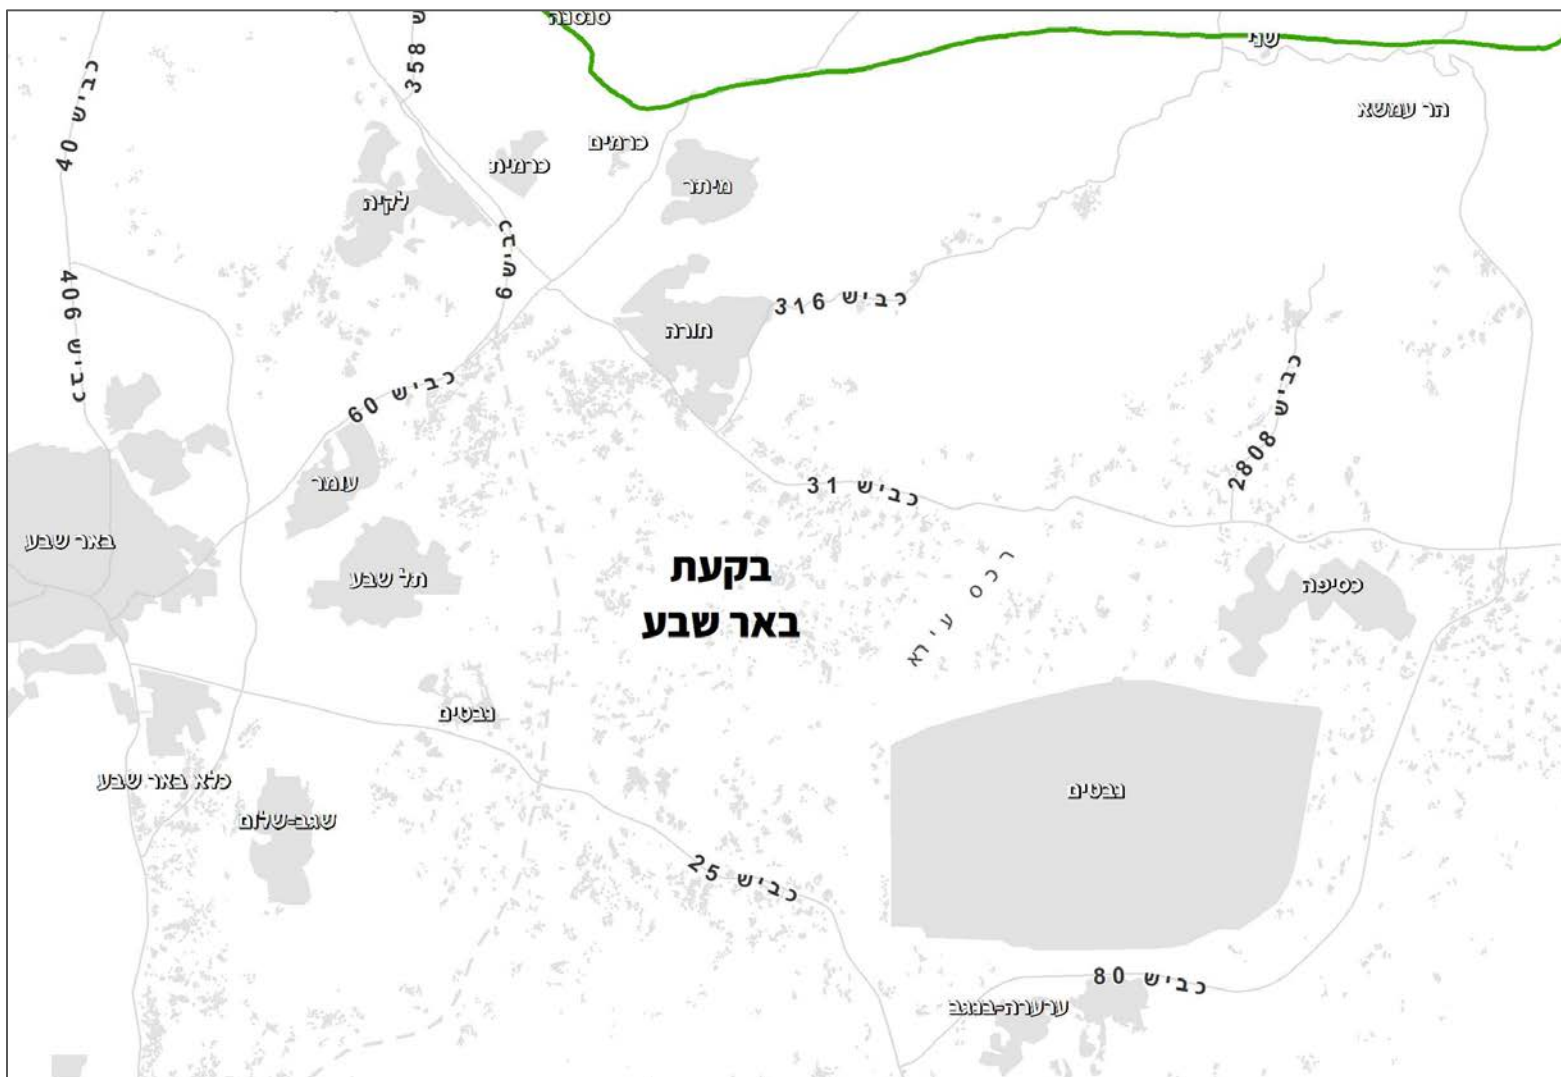 סנסנה
שני
כביש 40
358
הר עמשא
כרמים
כרמית
מיתר
לקיה
כביש 6
כביש 316
חורה
כביש 406
כביש 60
כביש 2808
עומר
כביש 31
באר שבע
תל שבע
בקעת
באר שבע
רכס עירא
כסיפה
נבטים
כלא באר שבע
נבטים
שגב-שלום
כביש 25
כביש 80
ערערה-בנגב